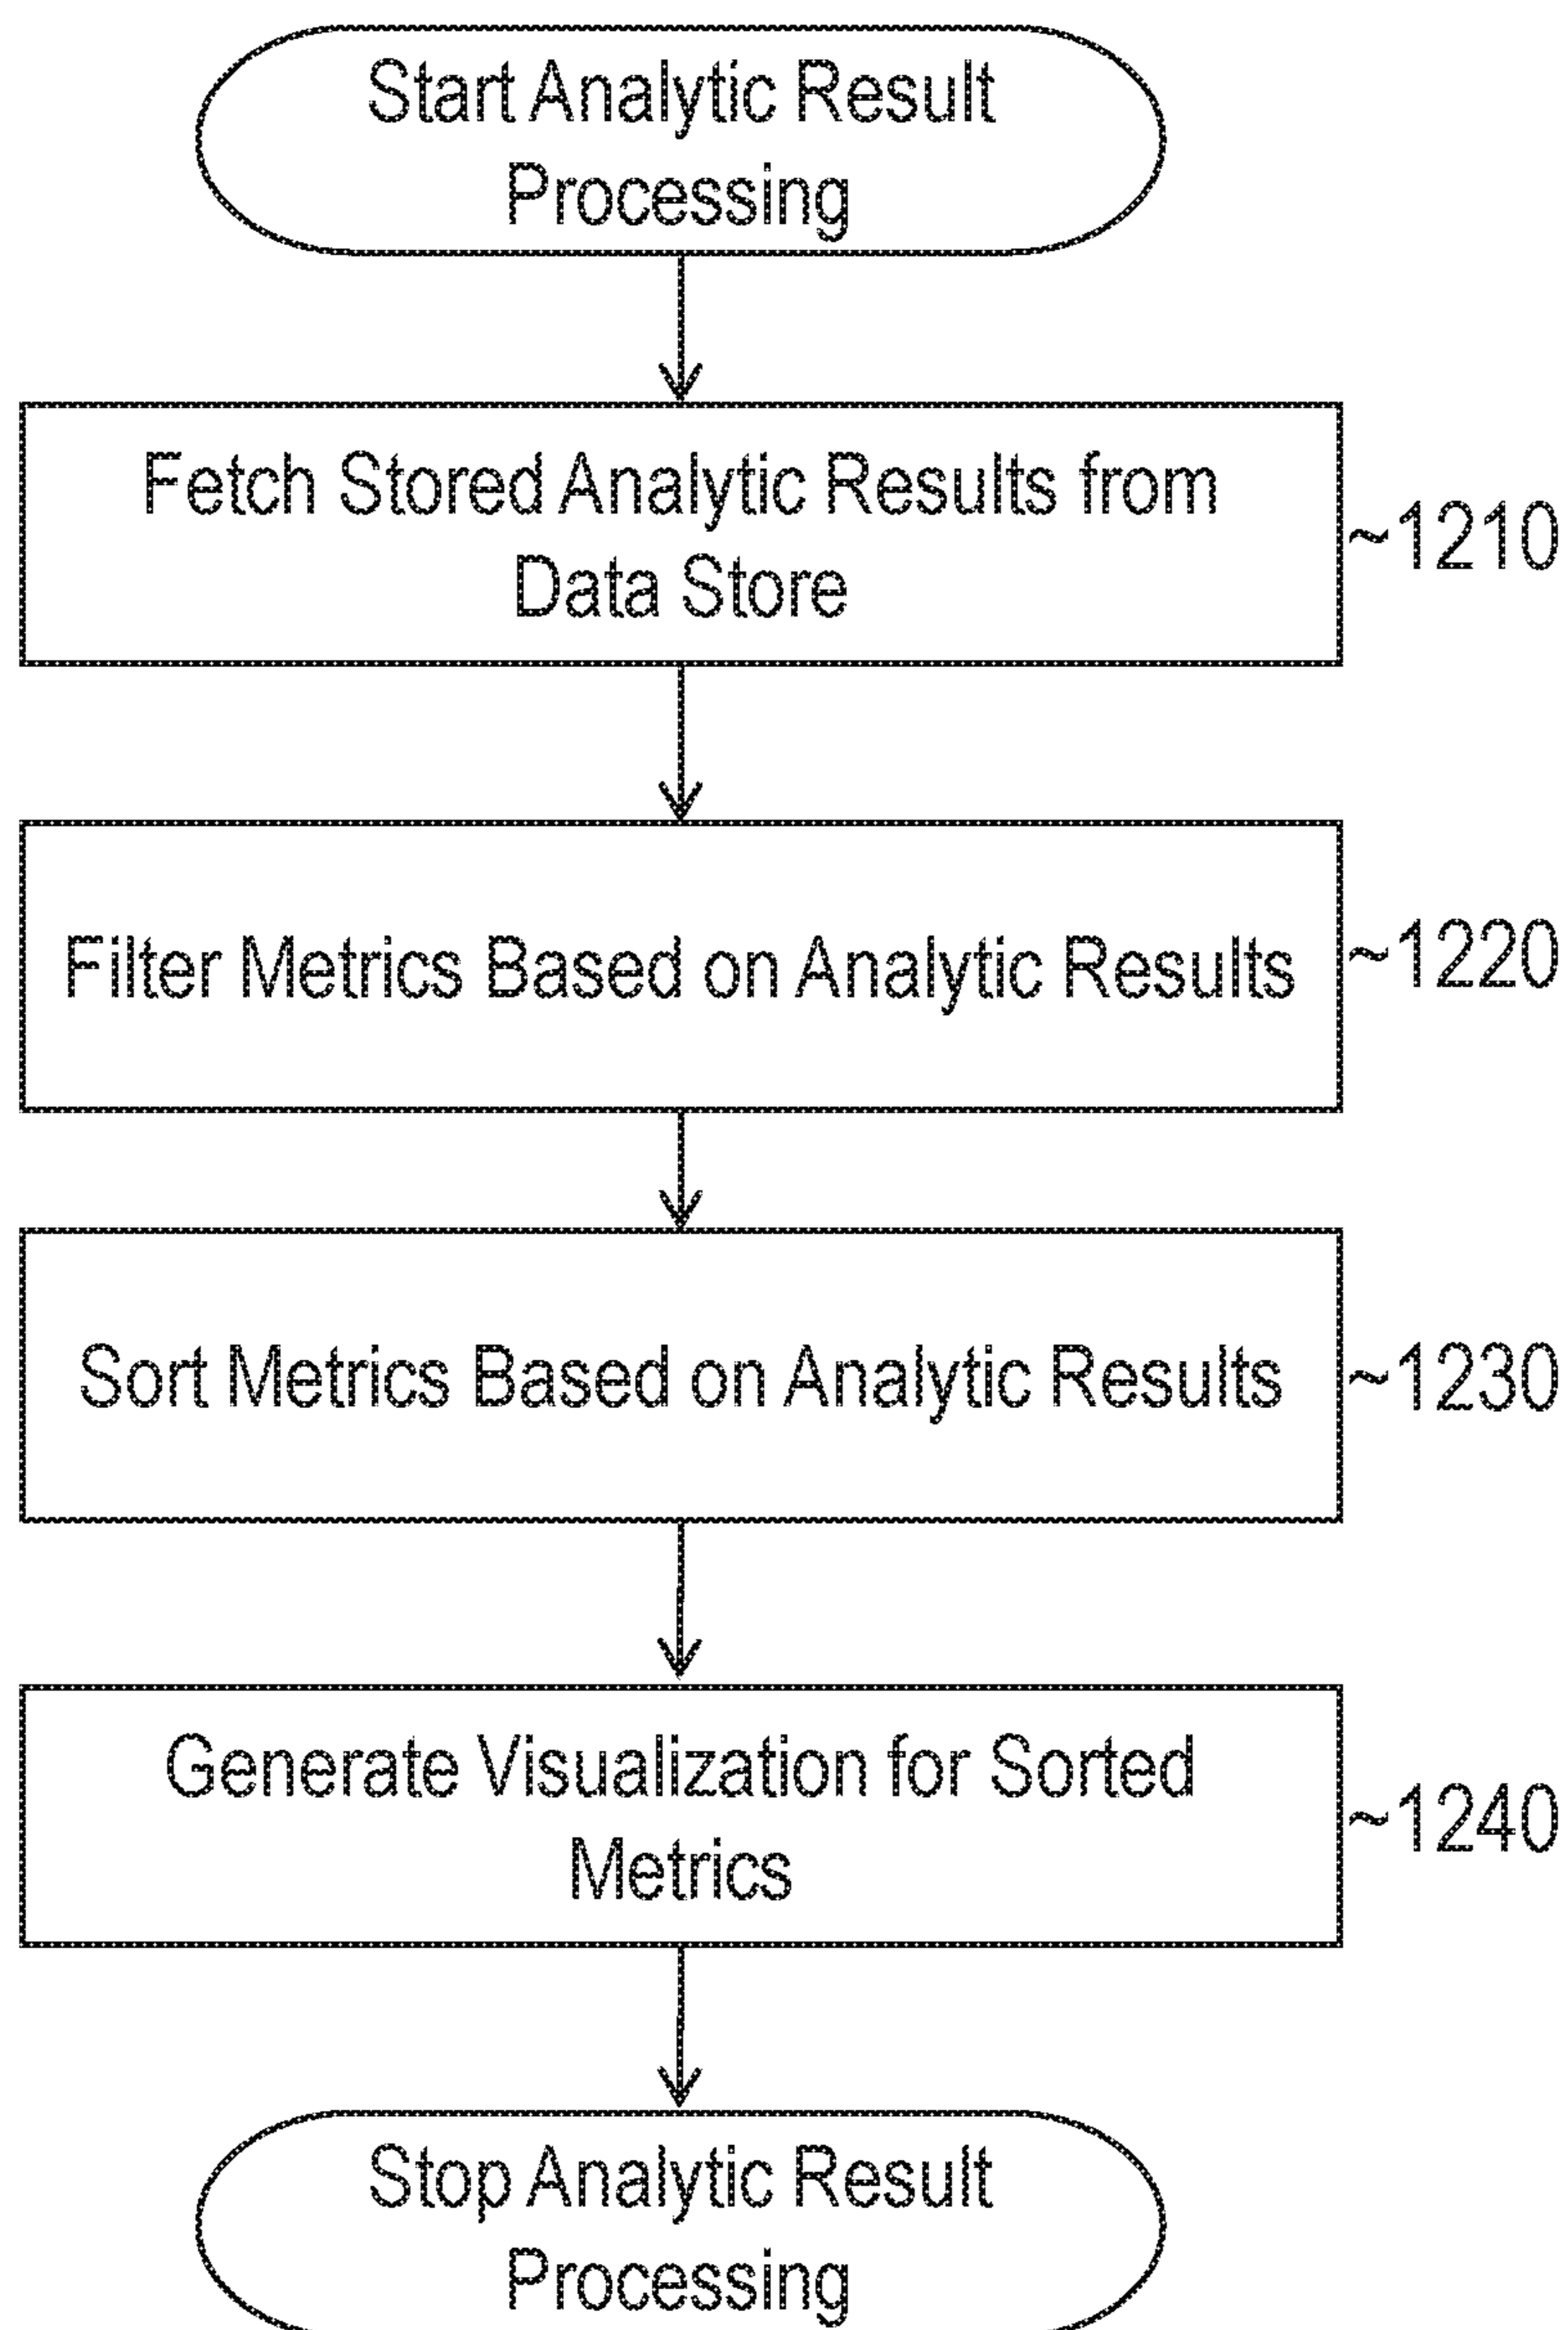 Start Analytic Result
Processing
Fetch Stored Analytic Results from
Data Store
~1210
Filter Metrics Based on Analytic Results
~1220
Sort Metrics Based on Analytic Results
~1230
Generate Visualization for Sorted
Metrics
~1240
Stop Analytic Result
Processing